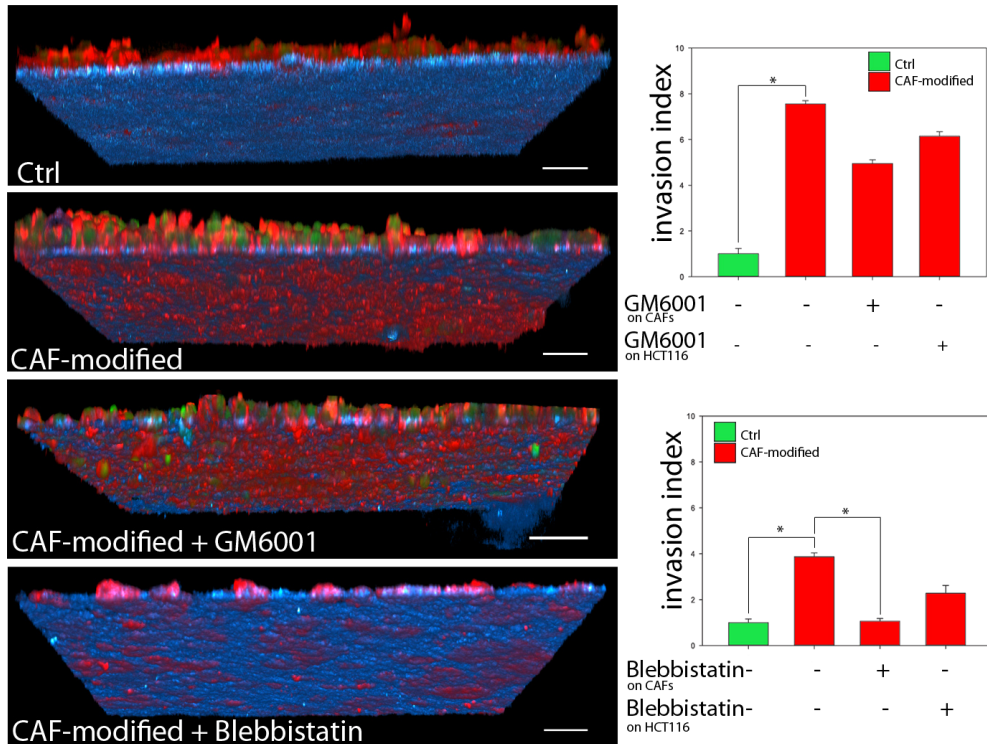 Ctrl
CAF-modified
CAF-modified + GM6001
CAF-modified + Blebbistatin
invasion index
10
8
6
4
2
0
Ctrl
CAF-modified
*
GM6001 - - + -
on CAFs
GM6001 - - - +
on HCT116
invasion index
10
8
6
4
2
0
Ctrl
CAF-modified
*
*
Blebbistatin- - + -
on CAFs
Blebbistatin- - - +
on HCT116